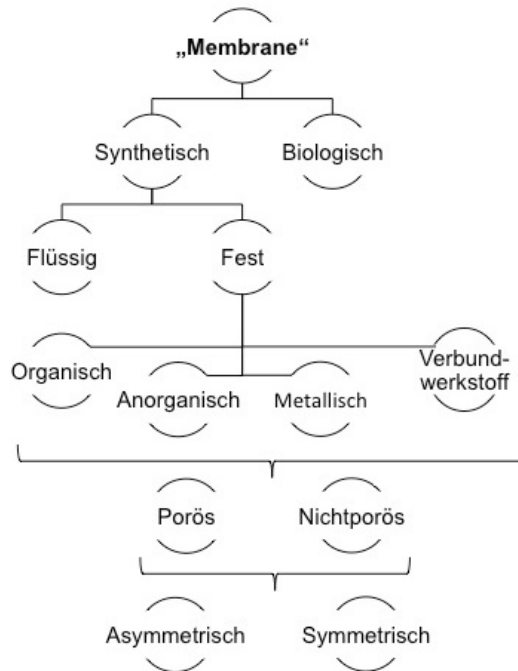 „Membrane“
Synthetisch
Biologisch
Flüssig
Fest
Organisch
Anorganisch
Metallisch
Verbund-
werkstoff
Porös
Nichtporös
Asymmetrisch
Symmetrisch